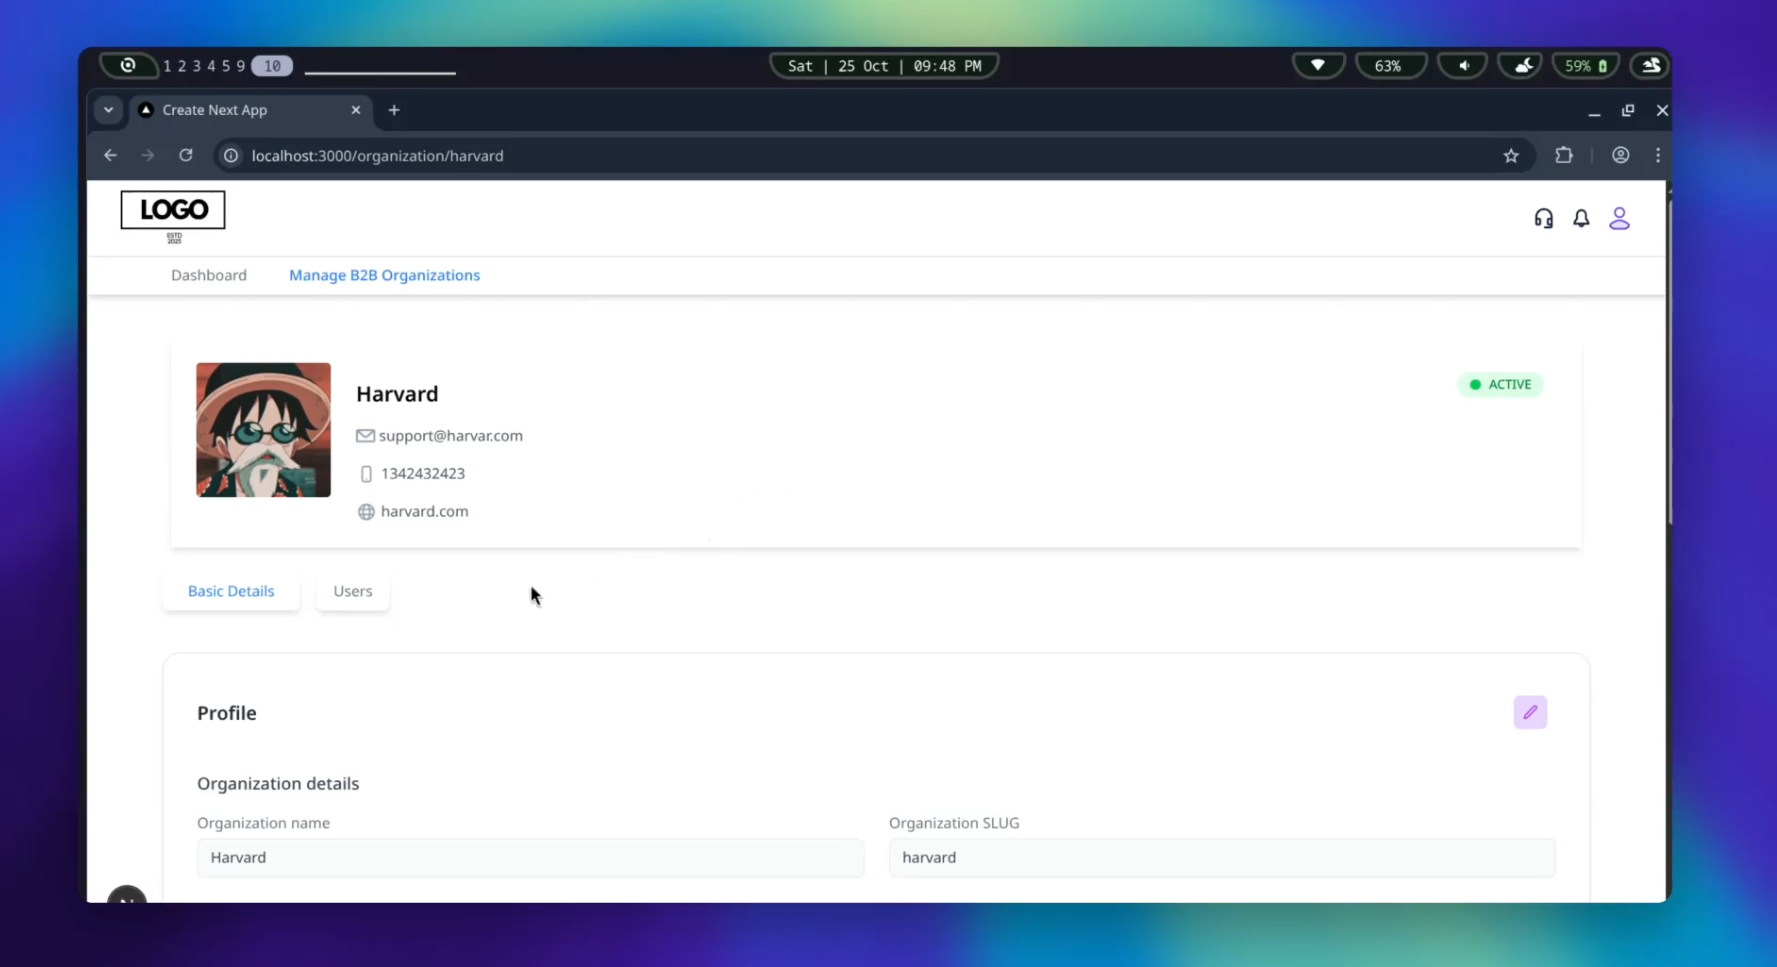 1 2 3 4 5 9 10
Sat | 25 Oct | 09:48 PM
63%
59%
Create Next App
localhost:3000/organization/harvard
LOGO
ESTD
2025
Dashboard
Manage B2B Organizations
Harvard
ACTIVE
support@harvar.com
1342432423
harvard.com
Basic Details
Users
Profile
Organization details
Organization name
Organization SLUG
Harvard
harvard